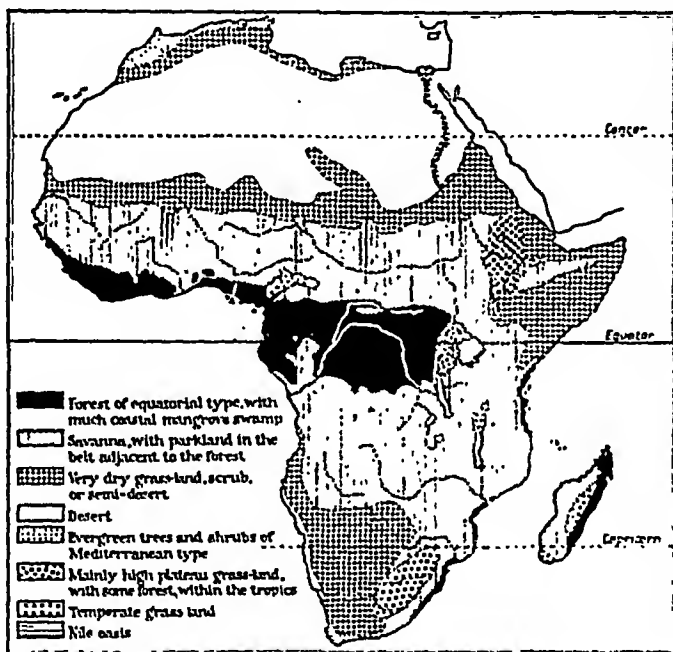 Cancer
Equator
Forest of equatorial type, with
much coastal mangrove swamp
Savanna, with parkland in the
belt adjacent to the forest
Very dry grass-land, scrub,
or semi-desert
Desert
Evergreen trees and shrubs of
Mediterranean type
Capricorn
Mainly high plateau grass-land,
with some forest, within the tropics
Temperate grass land
Nile oasis